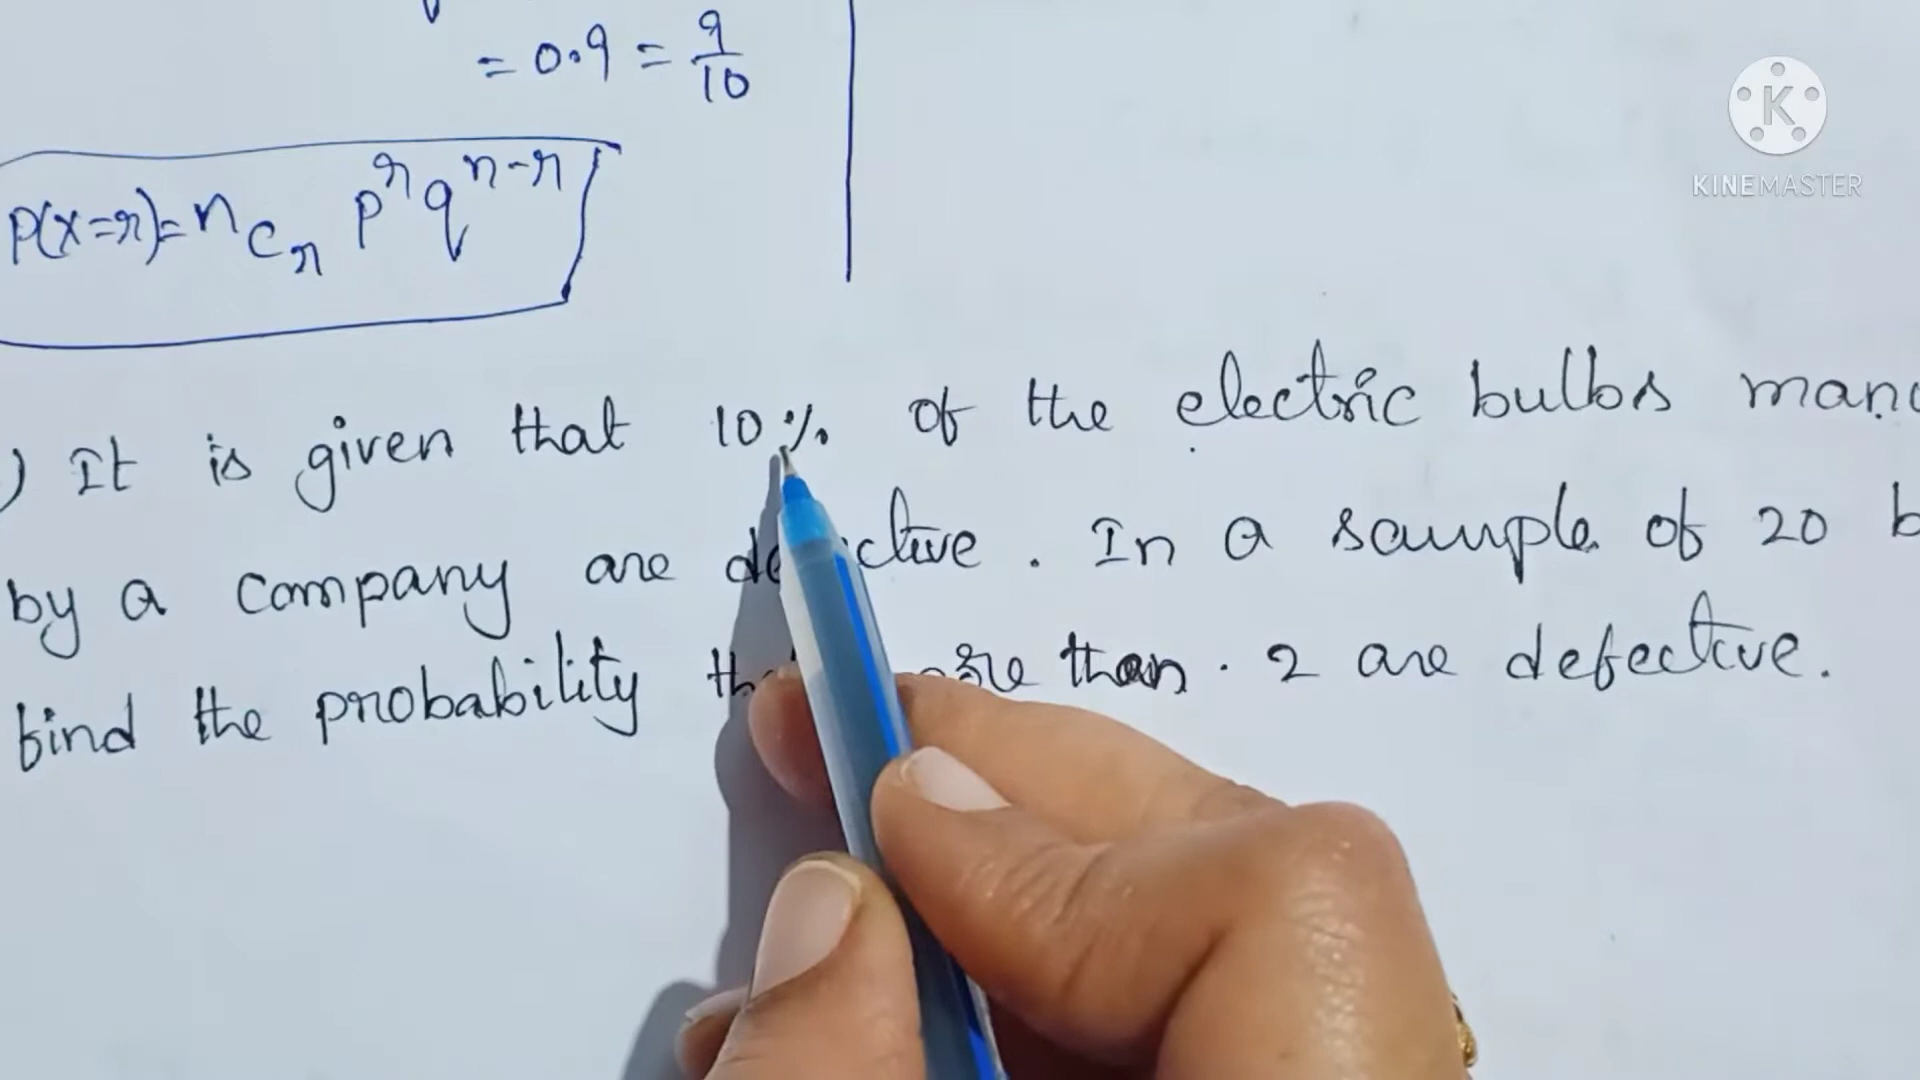 = 0.9 = 9/10
P(x=r)= n c r p^r q^n-r
KINEMASTER
) It is given that 10% of the electric bulbs
by a company are . In a sample of 20
find the probability than . 2 are defective.